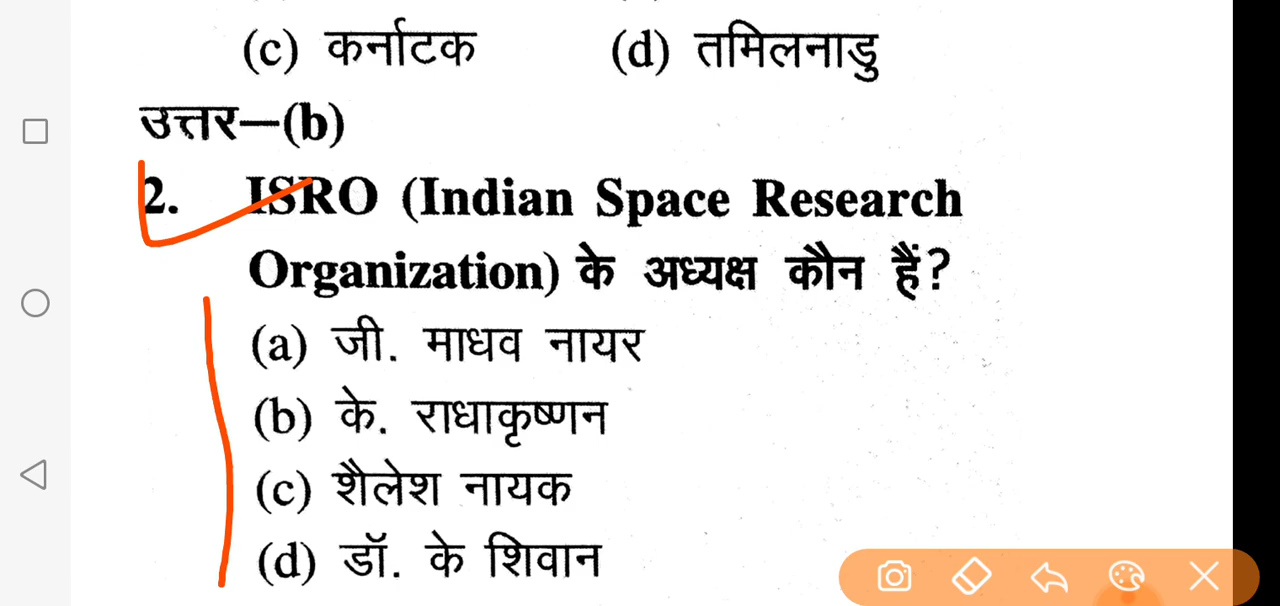 (c) कर्नाटक (d) तमिलनाडु
उत्तर—(b)
2. ISRO (Indian Space Research
Organization) के अध्यक्ष कौन हैं?
(a) जी. माधव नायर
(b) के. राधाकृष्णन
(c) शैलेश नायक
(d) डॉ. के शिवान